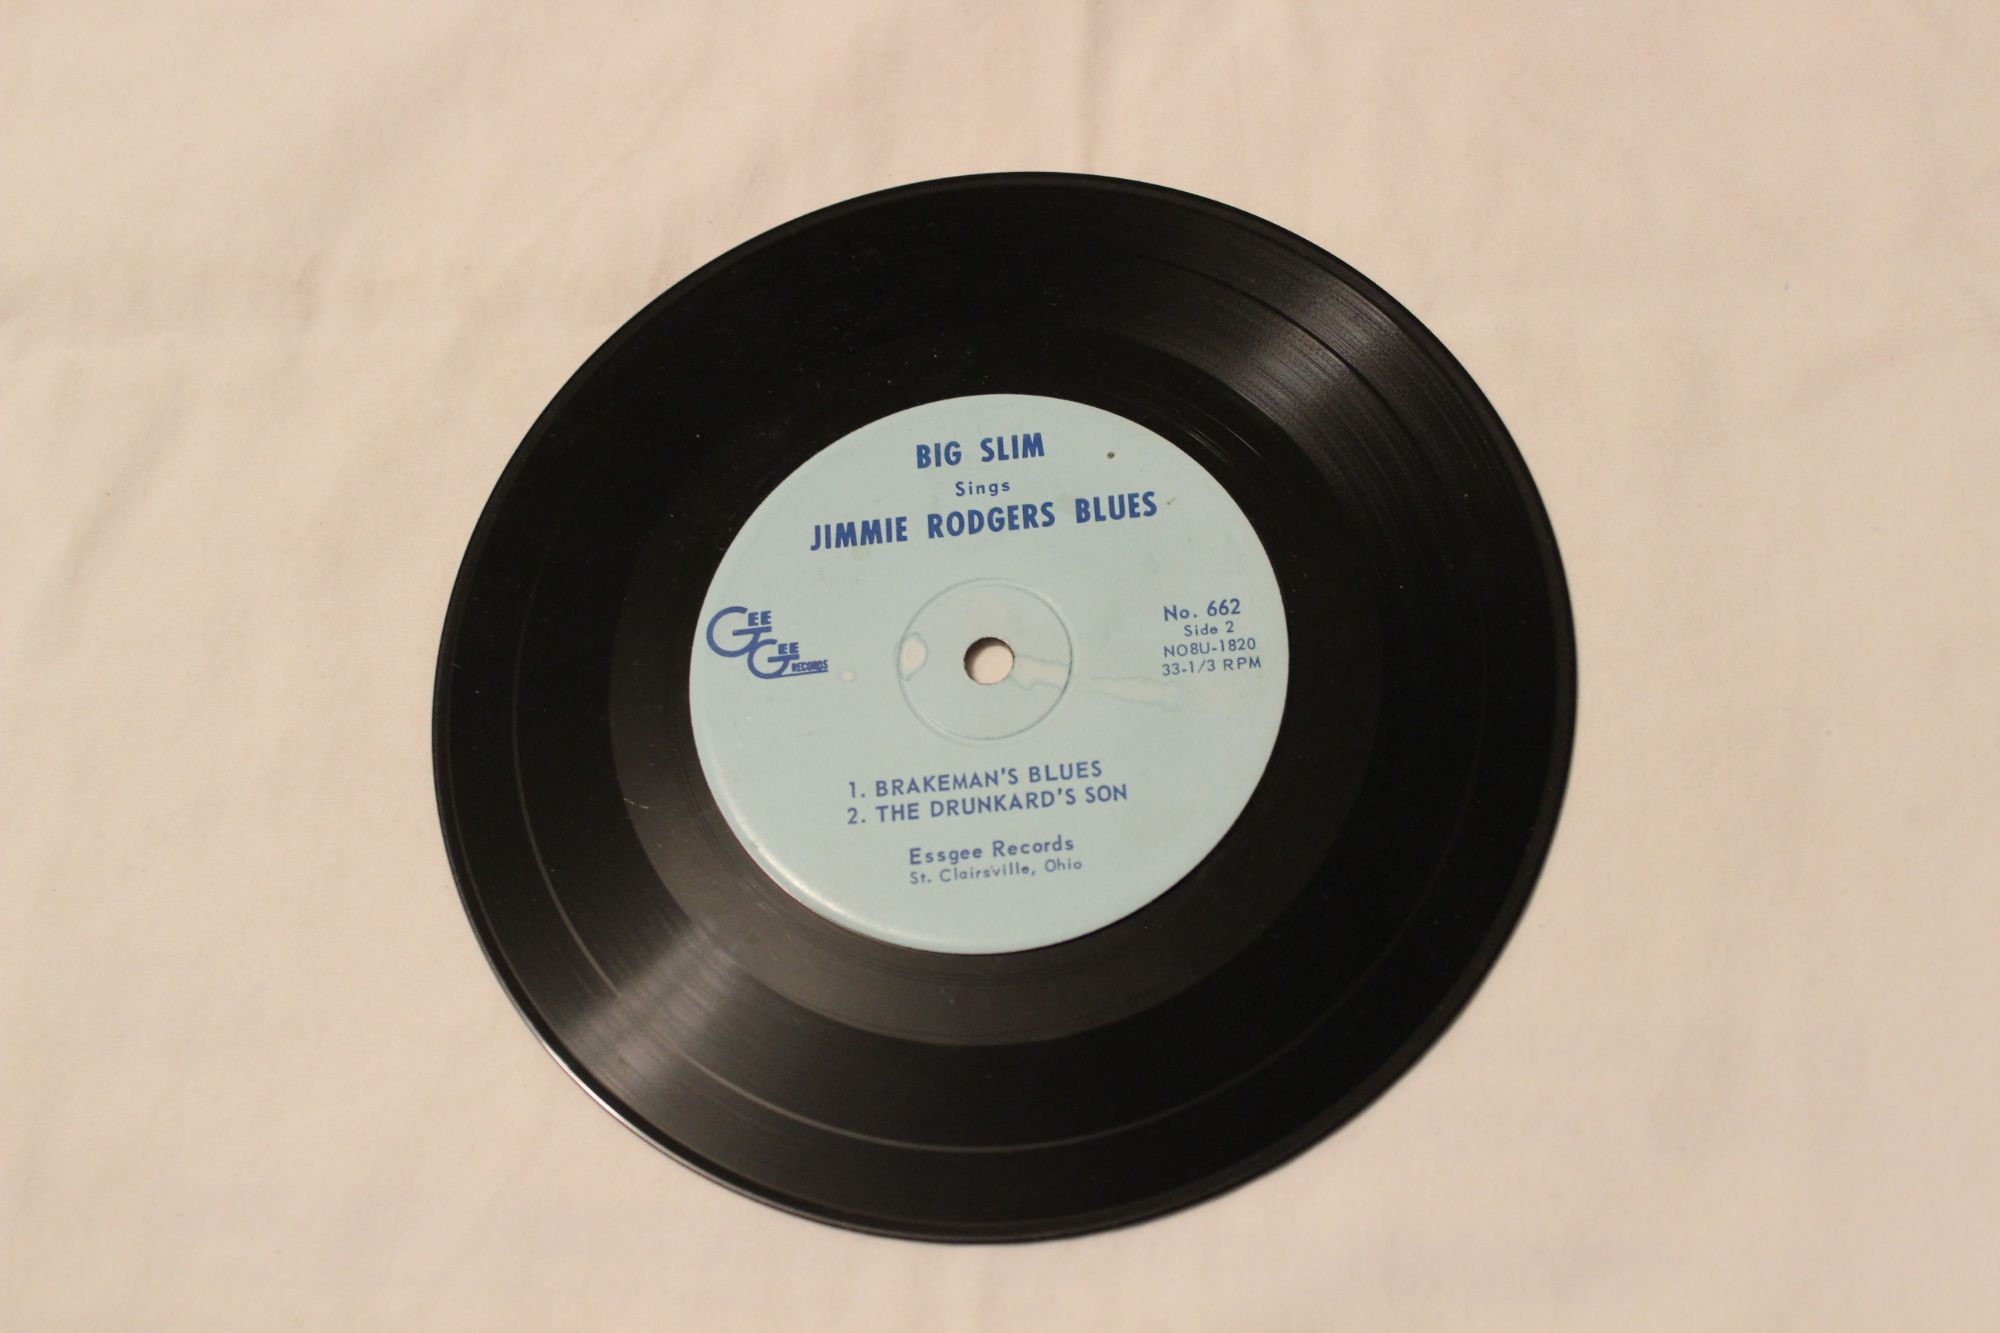 BIG SLIM
Sings
JIMMIE RODGERS BLUES
GEE
GEE
RECORDS
No. 662
Side 2
NO8U-1820
33-1/3 RPM
1. BRAKEMAN'S BLUES
2. THE DRUNKARD'S SON
Essgee Records
St. Clairsville, Ohio